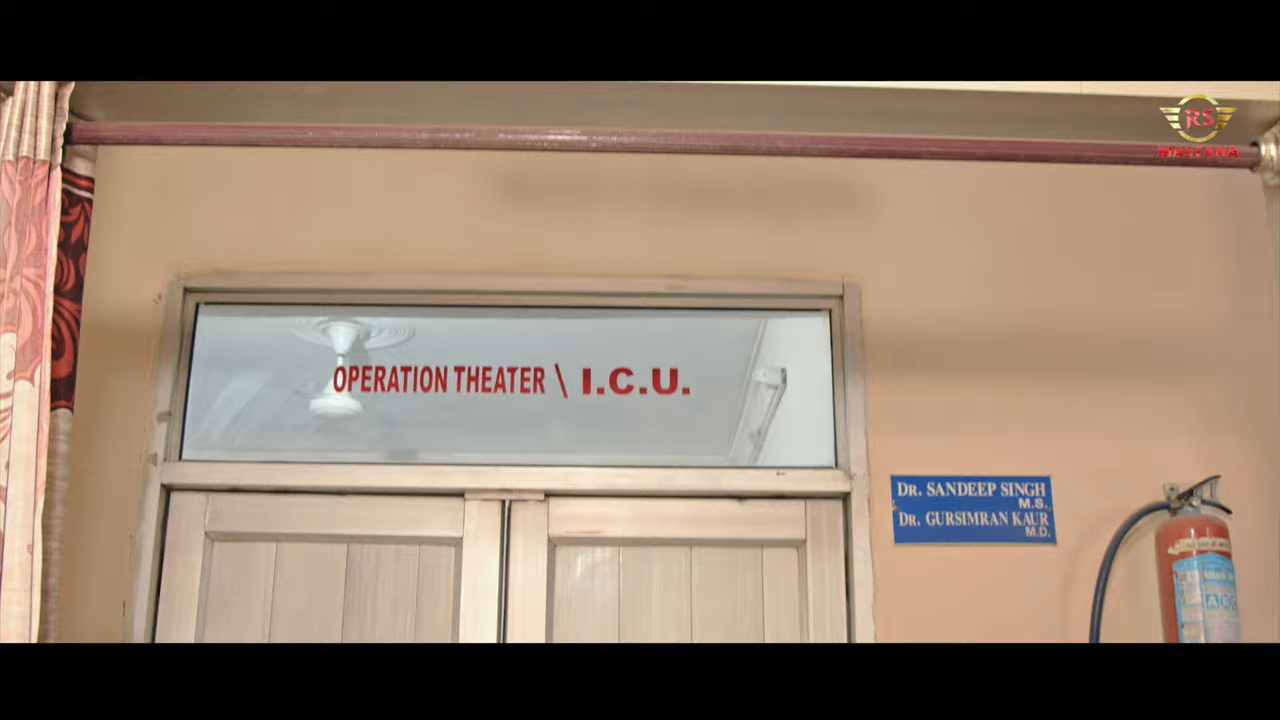 RS
MASTANA
OPERATION THEATER \ I.C.U.
DR. SANDEEP SINGH
M.S.
DR. GURSIMRAN KAUR
M.D.